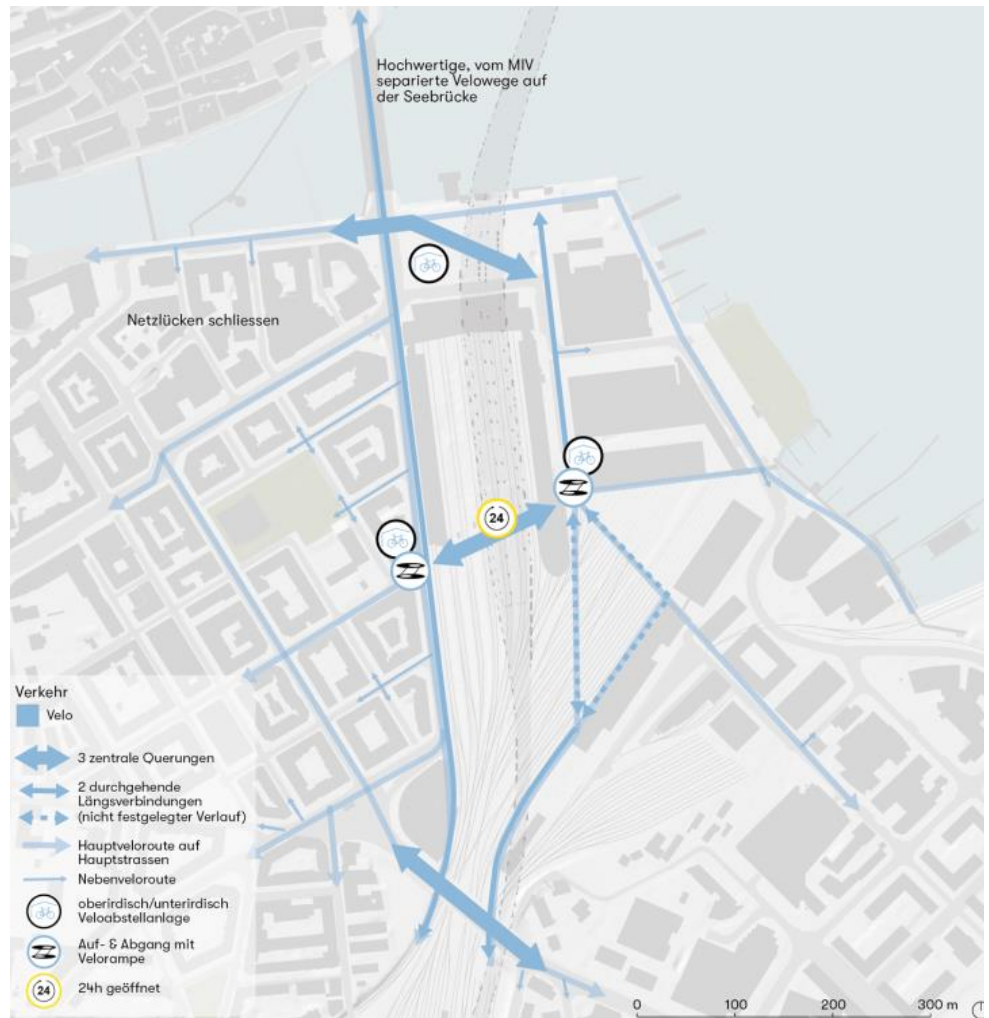 Hochwertige, vom MIV
separierte Velowege auf
der Seebrücke
Netzlücken schliessen
24
Verkehr
Velo
3 zentrale Querungen
2 durchgehende
Längsverbindungen
(nicht festgelegter Verlauf)
Hauptveloroute auf
Hauptstrassen
Nebenveloroute
oberirdisch/unterirdisch
Veloabstellanlage
Auf- & Abgang mit
Velorampe
24
24h geöffnet
0 100 200 300 m